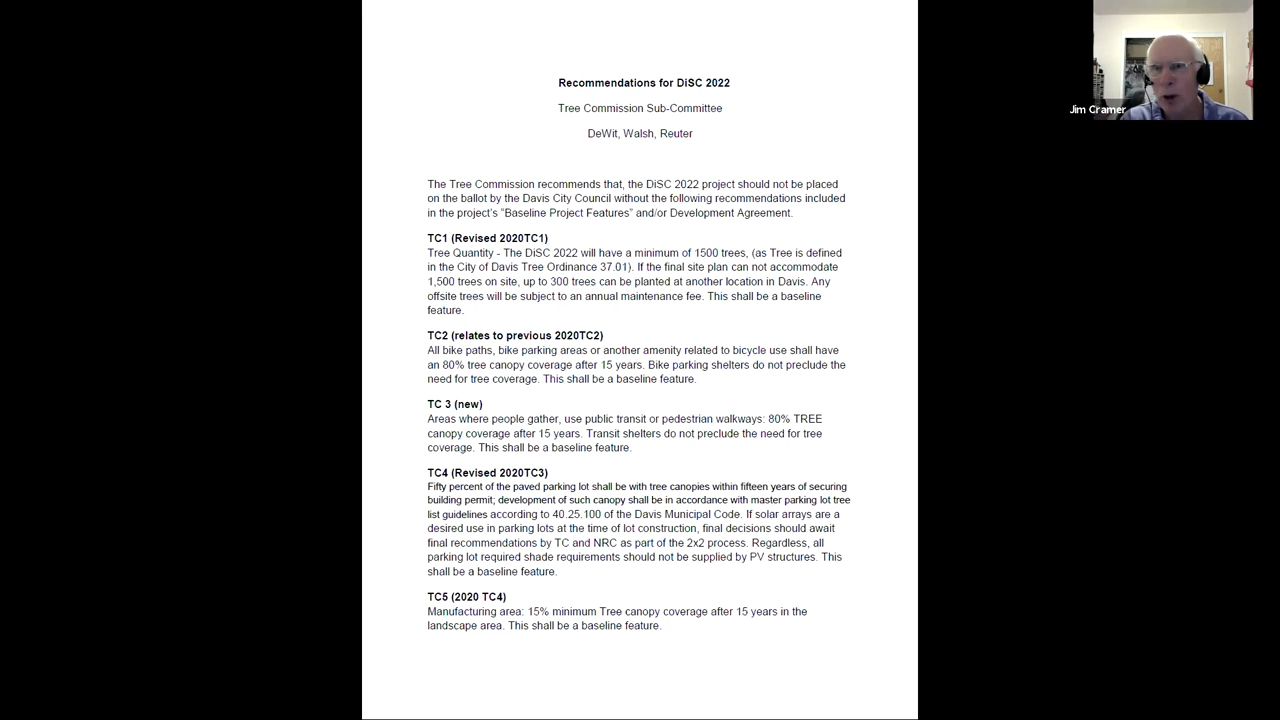 Recommendations for DiSC 2022
Tree Commission Sub-Committee
DeWit, Walsh, Reuter
The Tree Commission recommends that, the DiSC 2022 project should not be placed
on the ballot by the Davis City Council without the following recommendations included
in the project's "Baseline Project Features" and/or Development Agreement.
TC1 (Revised 2020TC1)
Tree Quantity - The DiSC 2022 will have a minimum of 1500 trees, (as Tree is defined
in the City of Davis Tree Ordinance 37.01). If the final site plan can not accommodate
1,500 trees on site, up to 300 trees can be planted at another location in Davis. Any
offsite trees will be subject to an annual maintenance fee. This shall be a baseline
feature.
TC2 (relates to previous 2020TC2)
All bike paths, bike parking areas or another amenity related to bicycle use shall have
an 80% tree canopy coverage after 15 years. Bike parking shelters do not preclude the
need for tree coverage. This shall be a baseline feature.
TC 3 (new)
Areas where people gather, use public transit or pedestrian walkways: 80% TREE
canopy coverage after 15 years. Transit shelters do not preclude the need for tree
coverage. This shall be a baseline feature.
TC4 (Revised 2020TC3)
Fifty percent of the paved parking lot shall be with tree canopies within fifteen years of securing
building permit; development of such canopy shall be in accordance with master parking lot tree
list guidelines according to 40.25.100 of the Davis Municipal Code. If solar arrays are a
desired use in parking lots at the time of lot construction, final decisions should await
final recommendations by TC and NRC as part of the 2x2 process. Regardless, all
parking lot required shade requirements should not be supplied by PV structures. This
shall be a baseline feature.
TC5 (2020 TC4)
Manufacturing area: 15% minimum Tree canopy coverage after 15 years in the
landscape area. This shall be a baseline feature.
Jim Cramer